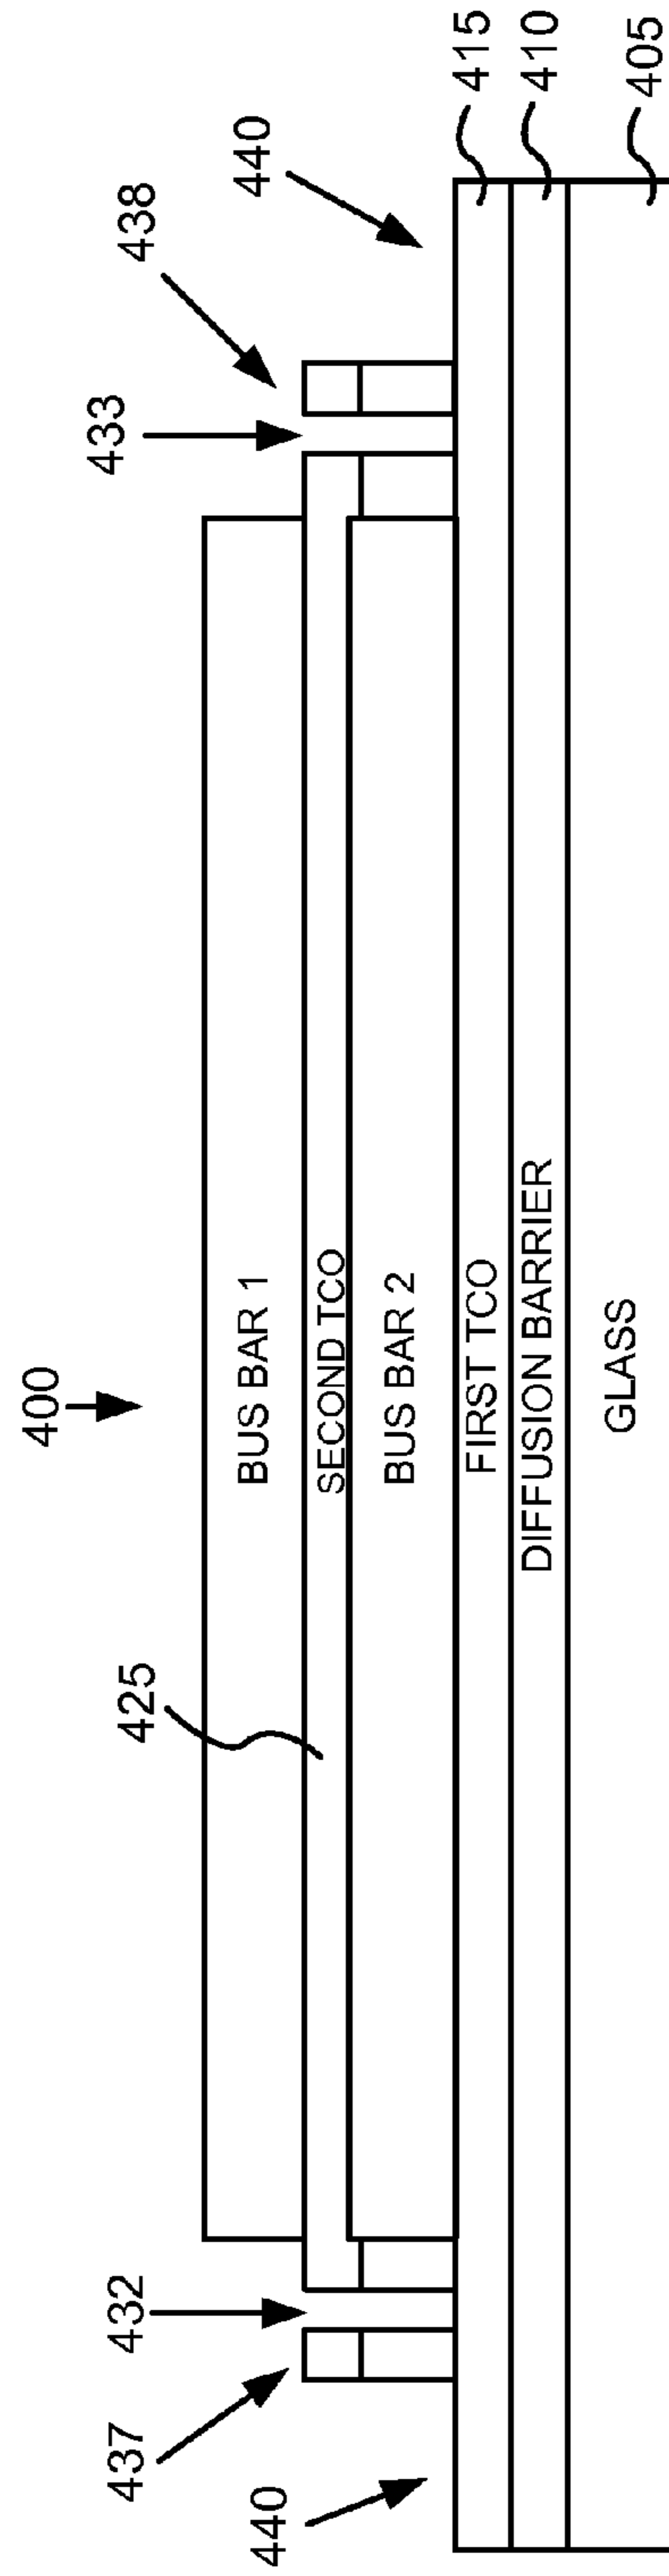 400
440
437
432
425
433
438
440
BUS BAR 1
SECOND TCO
BUS BAR 2
FIRST TCO
415
DIFFUSION BARRIER
410
GLASS
405